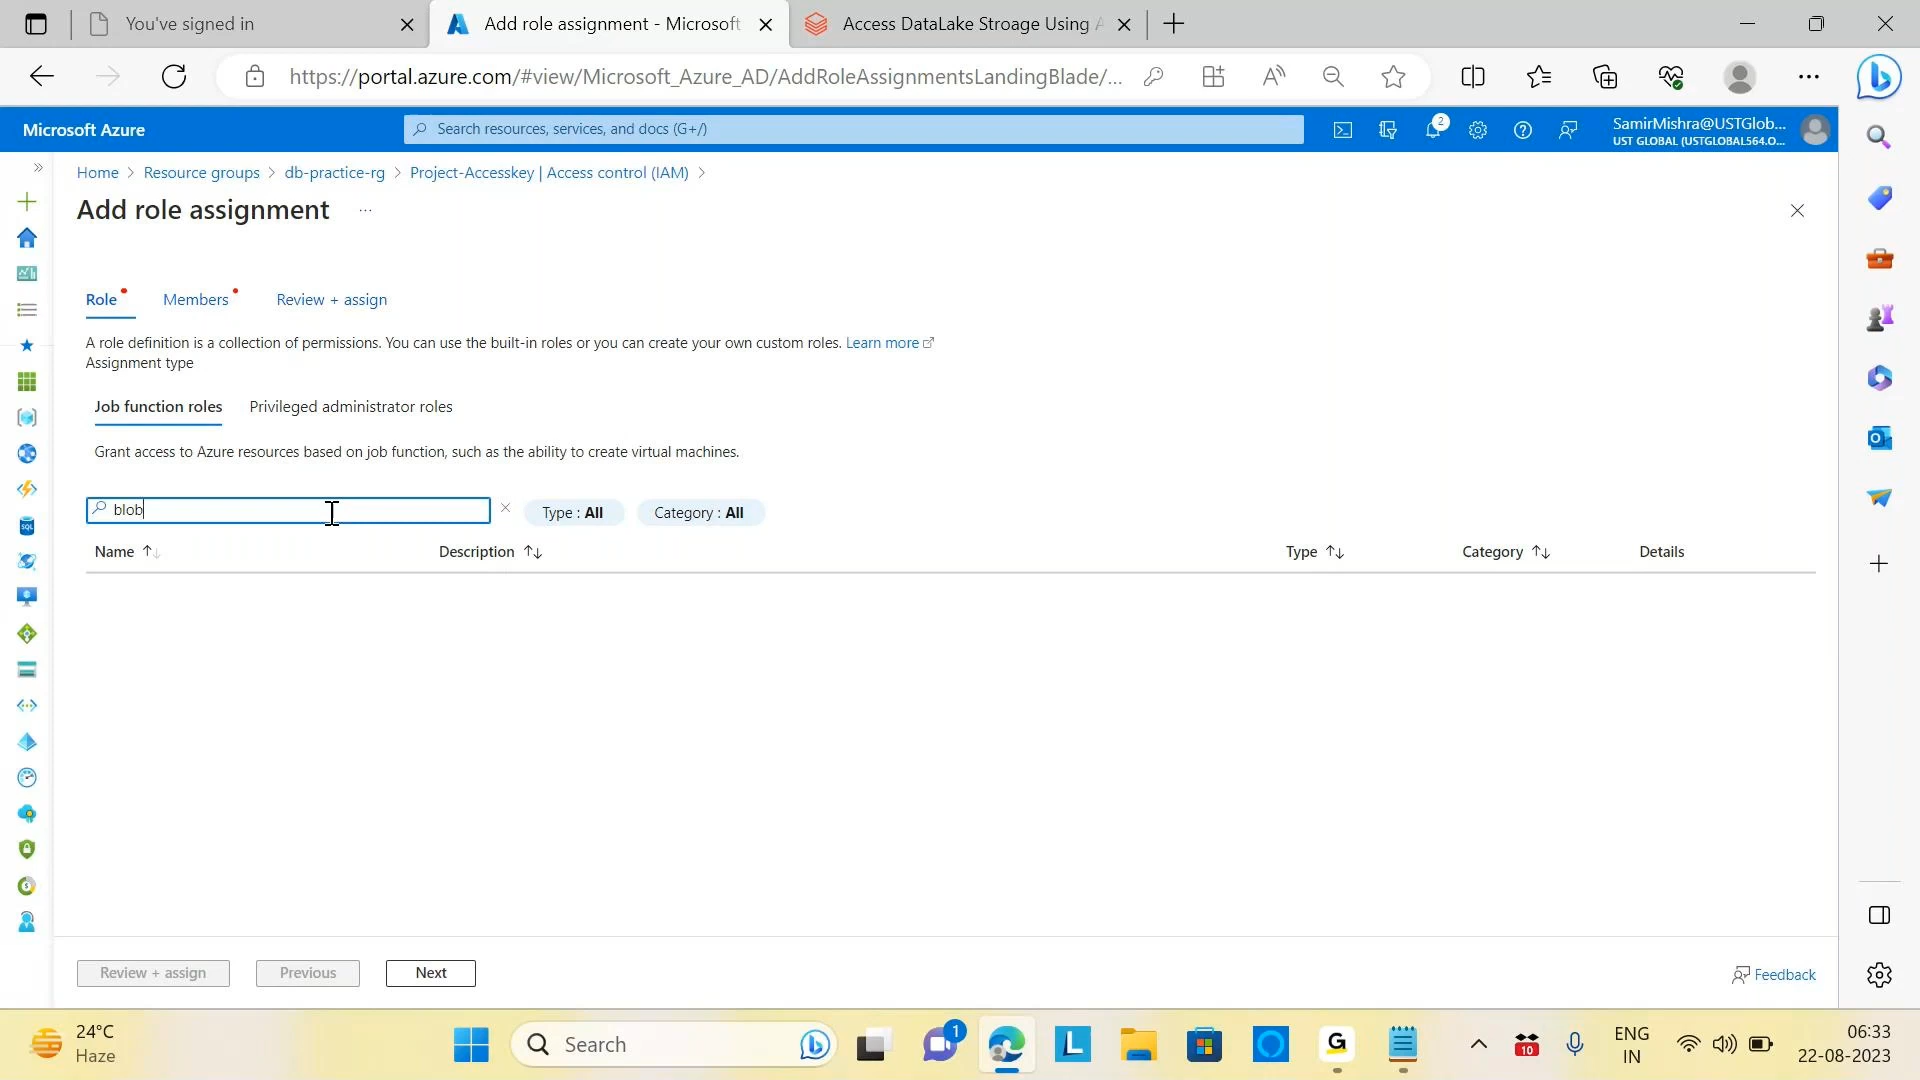 You've signed in
Add role assignment - Microsoft
Access DataLake Stroage Using A
https://portal.azure.com/#view/Microsoft_Azure_AD/AddRoleAssignmentsLandingBlade/...
Microsoft Azure
Search resources, services, and docs (G+/)
2
SamirMishra@USTGlob...
UST GLOBAL (USTGLOBAL564.O...
Home > Resource groups > db-practice-rg > Project-Accesskey | Access control (IAM) >
Add role assignment ...
Role
Members
Review + assign
A role definition is a collection of permissions. You can use the built-in roles or you can create your own custom roles. Learn more
Assignment type
Job function roles
Privileged administrator roles
Grant access to Azure resources based on job function, such as the ability to create virtual machines.
blob
Type : All
Category : All
Name
Description
Type
Category
Details
Review + assign
Previous
Next
Feedback
24°C
Haze
Search
1
L
G
10
ENG
IN
06:33
22-08-2023